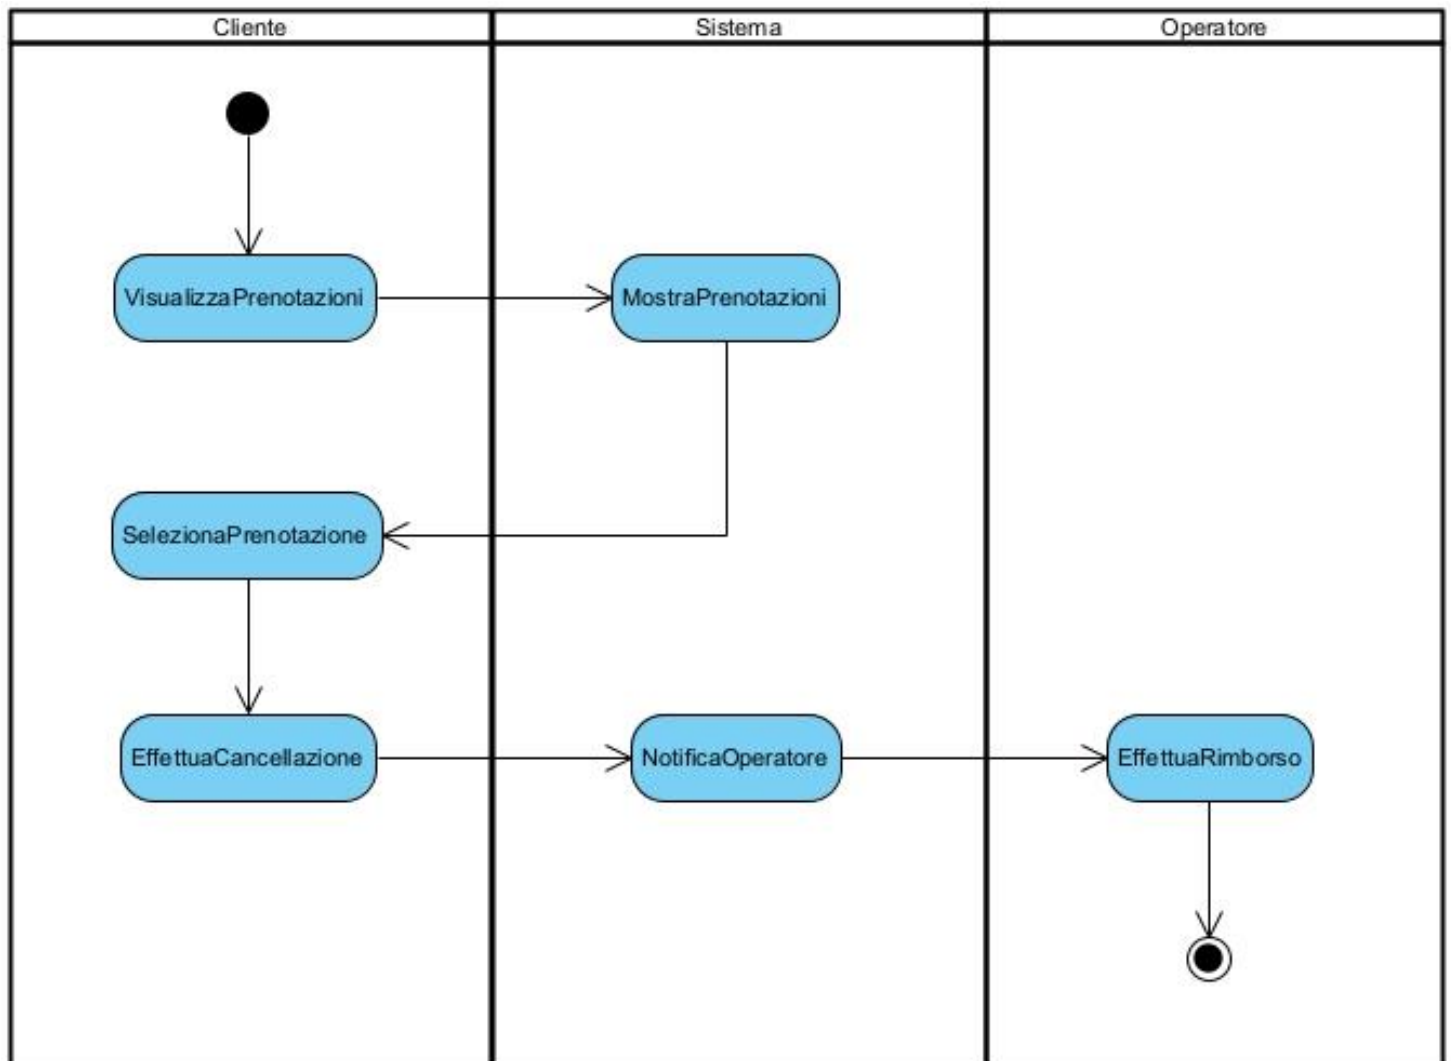 Cliente
Sistema
Operatore
VisualizzaPrenotazioni
MostraPrenotazioni
SelezionaPrenotazione
EffettuaCancellazione
NotificaOperatore
EffettuaRimborso